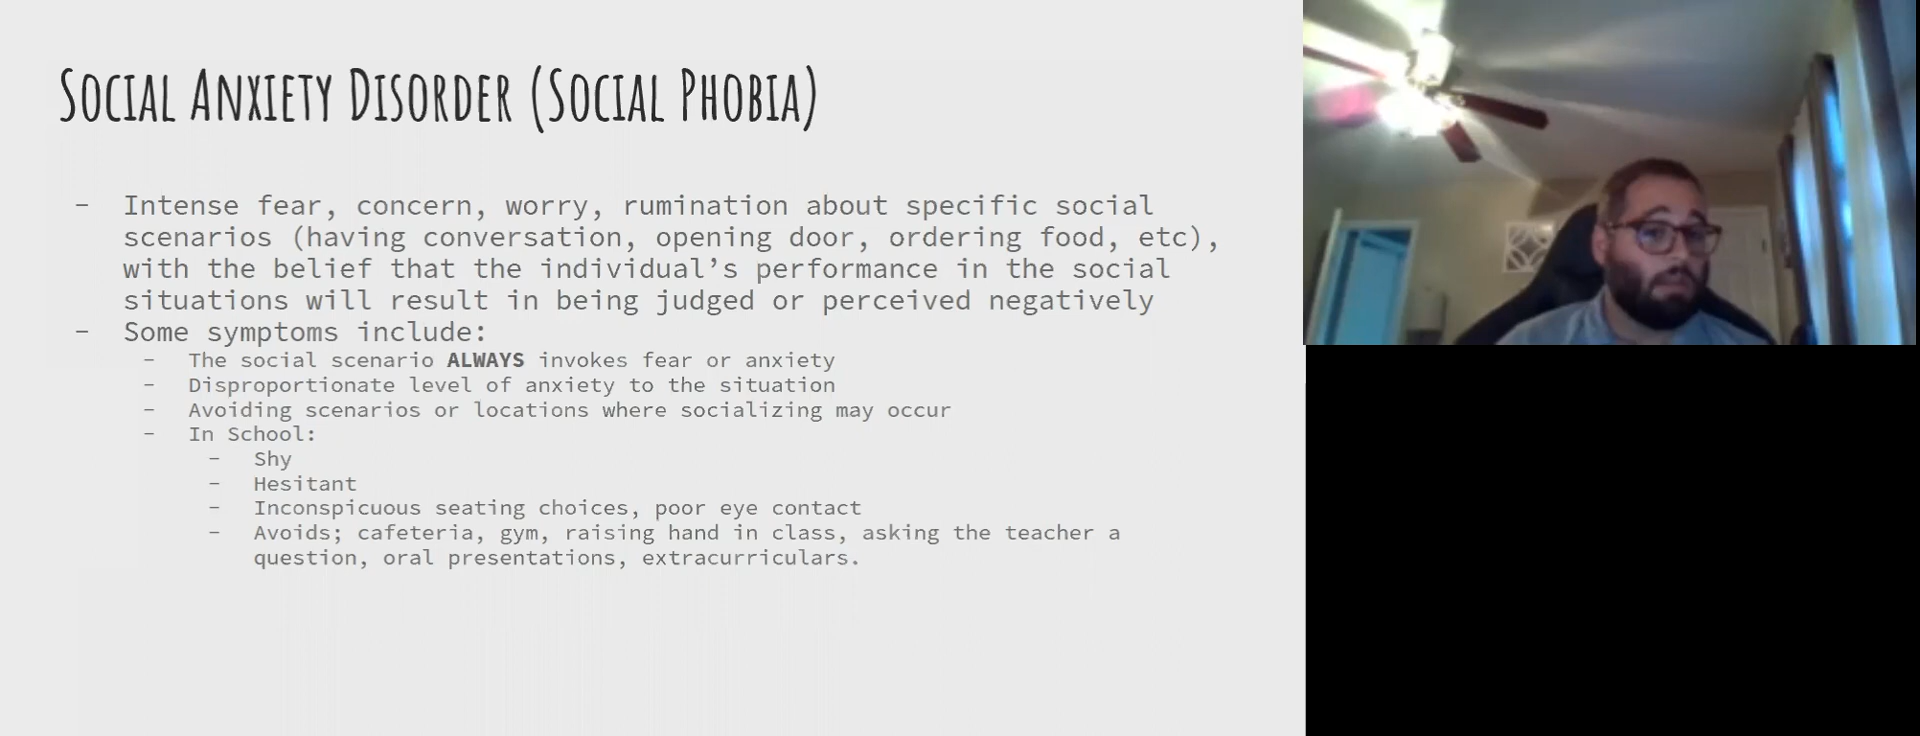 Social Anxiety Disorder (Social Phobia)
- Intense fear, concern, worry, rumination about specific social
scenarios (having conversation, opening door, ordering food, etc),
with the belief that the individual’s performance in the social
situations will result in being judged or perceived negatively
- Some symptoms include:
- The social scenario ALWAYS invokes fear or anxiety
- Disproportionate level of anxiety to the situation
- Avoiding scenarios or locations where socializing may occur
- In School:
- Shy
- Hesitant
- Inconspicuous seating choices, poor eye contact
- Avoids; cafeteria, gym, raising hand in class, asking the teacher a
question, oral presentations, extracurriculars.